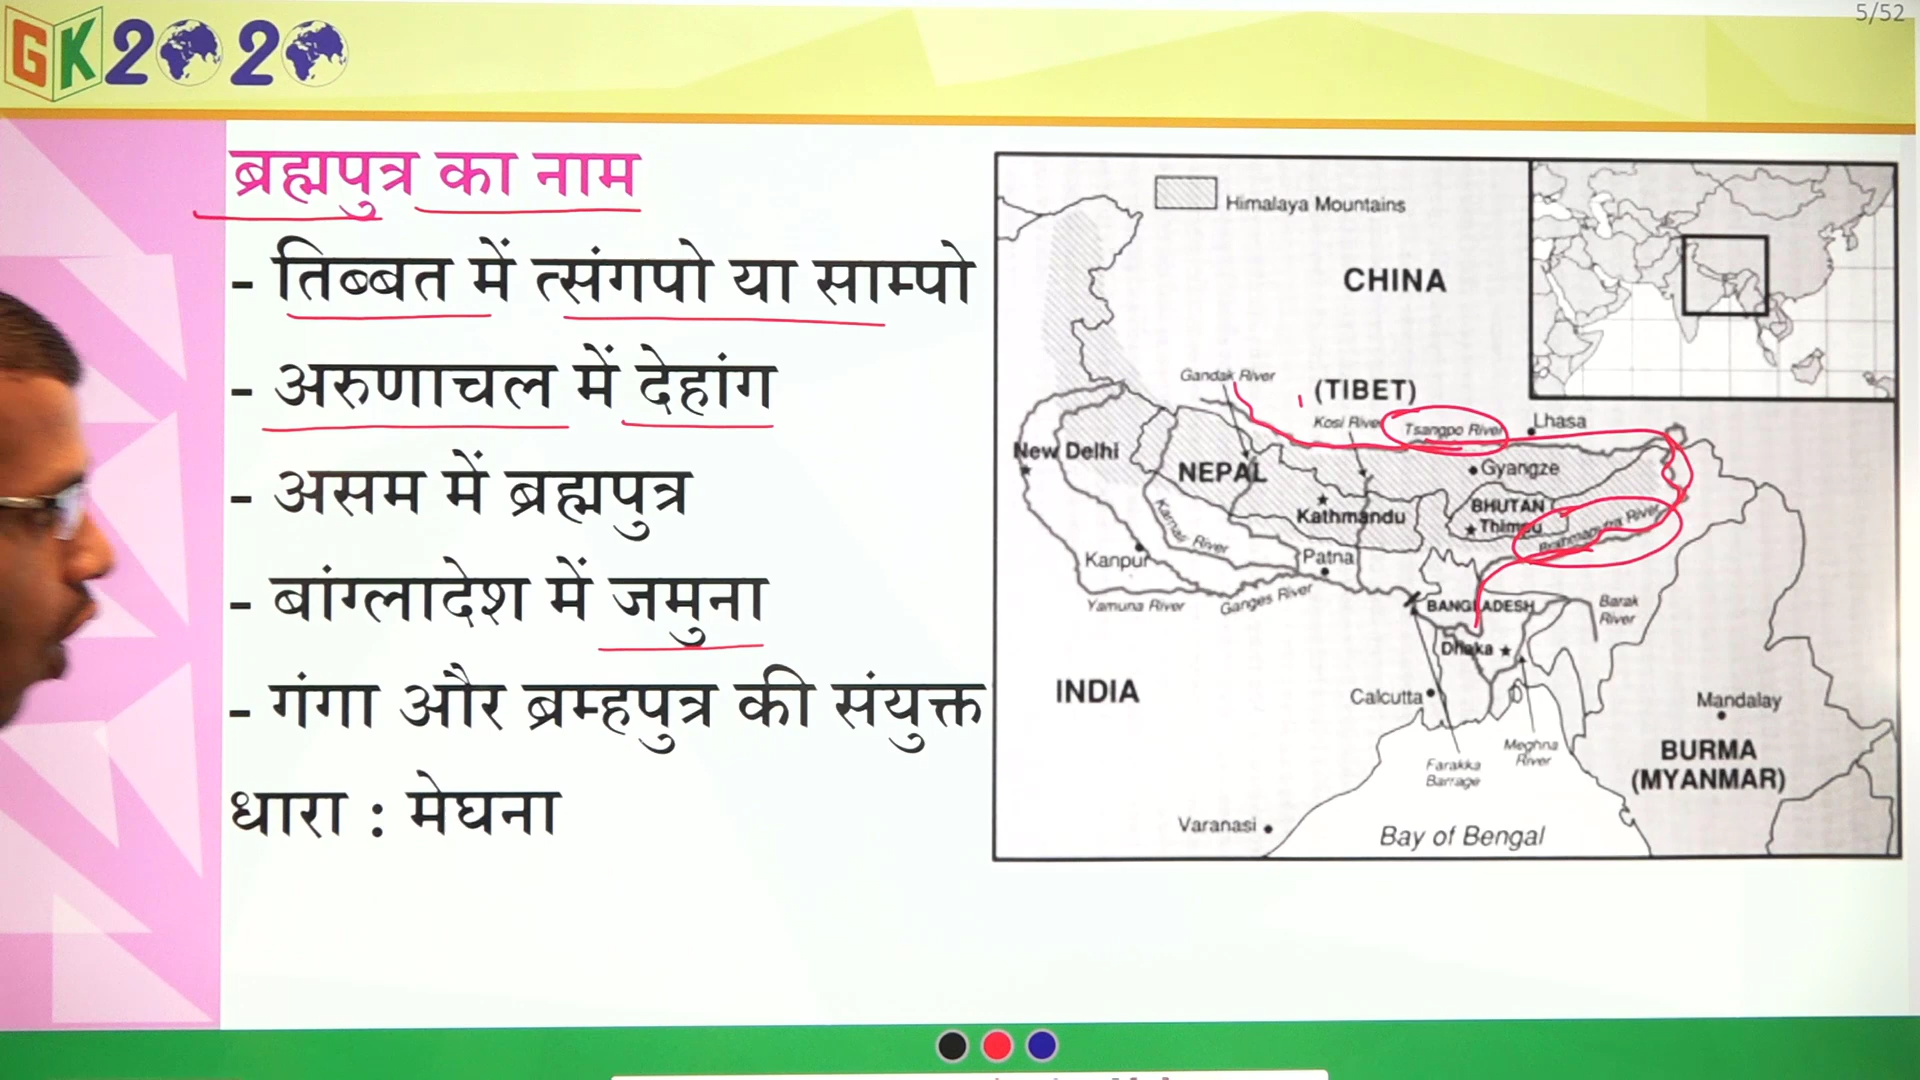 GK2020
5/52
ब्रह्मपुत्र का नाम
- तिब्बत में त्संगपो या साम्पो
- अरुणाचल में देहांग
- असम में ब्रह्मपुत्र
- बांग्लादेश में जमुना
- गंगा और ब्रम्हपुत्र की संयुक्त
धारा : मेघना
Himalaya Mountains
CHINA
(TIBET)
Gandak River
Kosi River
Tsangpo River
Lhasa
New Delhi
NEPAL
Gyangze
BHUTAN
Thimpu
Kathmandu
Brahmaputra River
Karnali River
Kanpur
Patna
Yamuna River
Ganges River
BANGLADESH
Barak
River
Dhaka
INDIA
Calcutta
Mandalay
Meghna
River
Farakka
Barrage
BURMA
(MYANMAR)
Varanasi
Bay of Bengal